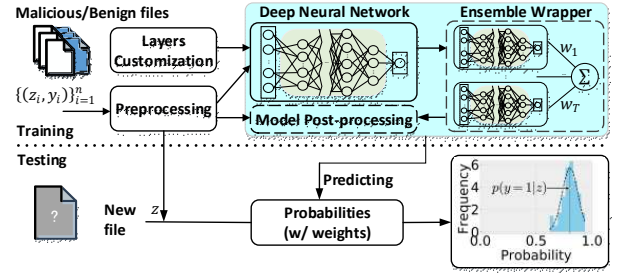 Malicious/Benign files
Deep Neural Network
Ensemble Wrapper
Layers
Customization
{(z_i, y_i)}_{i=1}^n
Preprocessing
Model Post-processing
w_1
Σ
w_T
Training
Testing
Predicting
?
New
file
z
Probabilities
(w/ weights)
Frequency
6
4
2
0
p(y = 1|z)
0.0
0.5
1.0
Probability